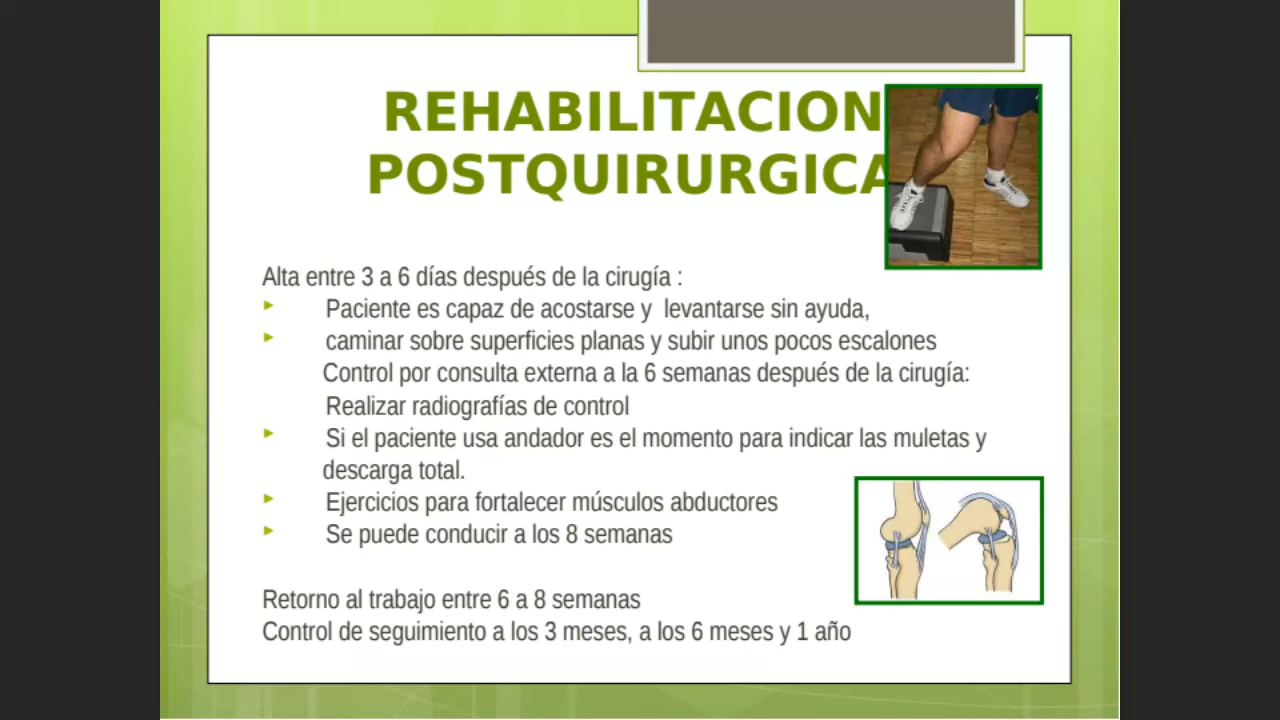 REHABILITACION
POSTQUIRURGICA
Alta entre 3 a 6 días después de la cirugía :
Paciente es capaz de acostarse y levantarse sin ayuda,
caminar sobre superficies planas y subir unos pocos escalones
Control por consulta externa a la 6 semanas después de la cirugía:
Realizar radiografías de control
Si el paciente usa andador es el momento para indicar las muletas y
descarga total.
Ejercicios para fortalecer músculos abductores
Se puede conducir a los 8 semanas
Retorno al trabajo entre 6 a 8 semanas
Control de seguimiento a los 3 meses, a los 6 meses y 1 año